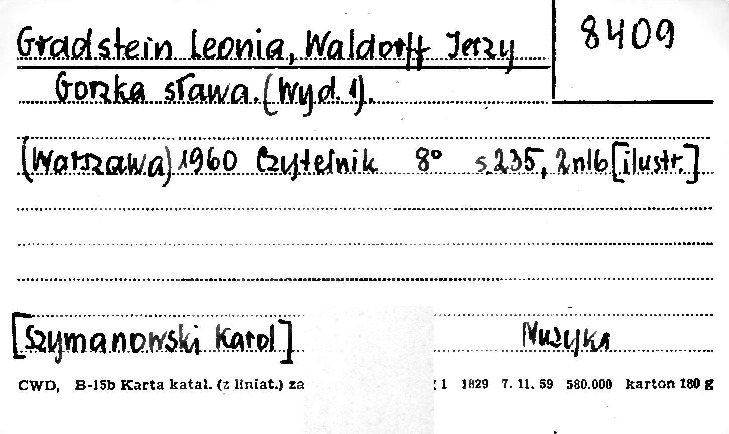 Gradstein Leonia, Waldorff Jerzy
8409
Gorzka sława. (Wyd. 1).
(Warszawa) 1960 Czytelnik 8° s. 235, 2 nlb [ilustr.]
[Szymanowski Karol]
Muzyka
CWD, B-15b Karta katal. (z liniat.) za 1 1829 7. 11. 59 580.000 karton 180 g